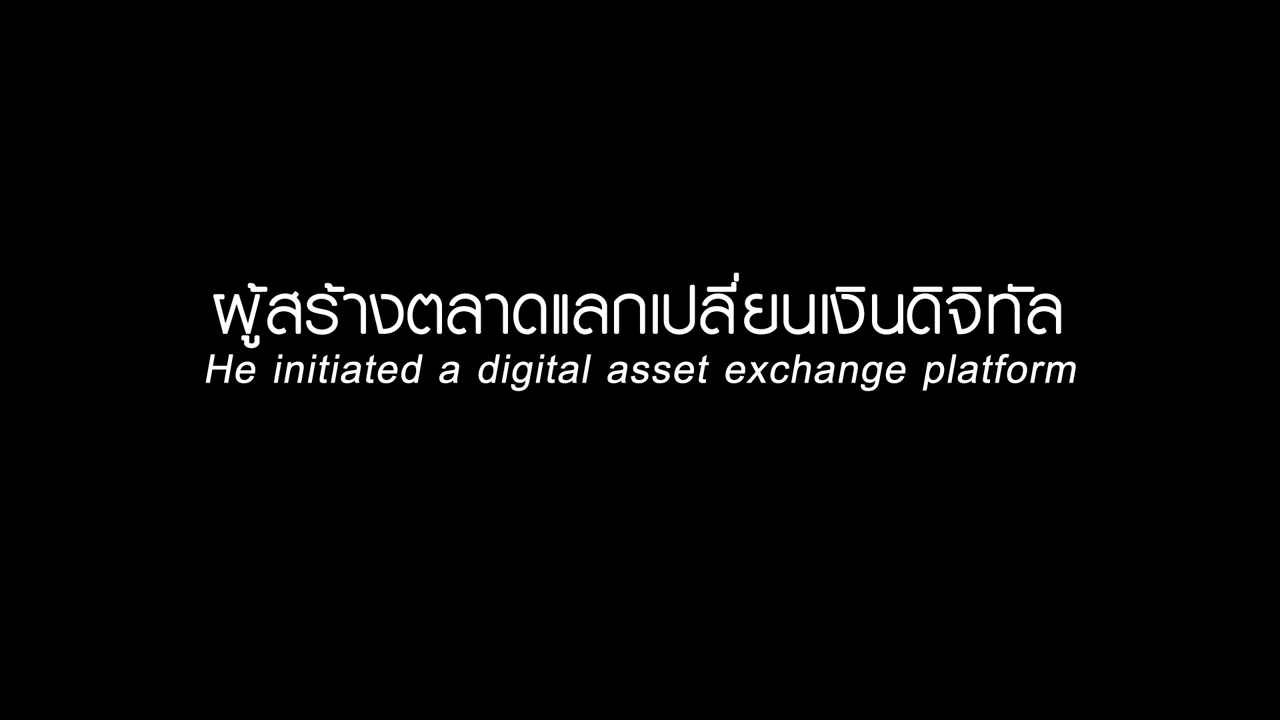 ผู้สร้างตลาดแลกเปลี่ยนเงินดิจิทัล
He initiated a digital asset exchange platform